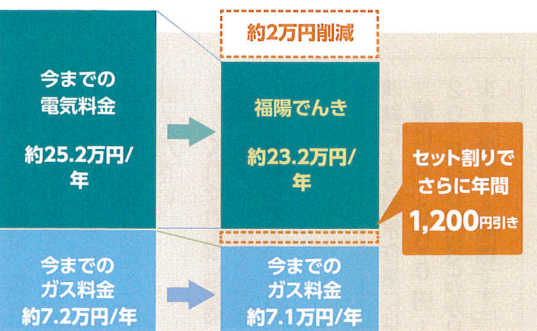 約2万円削減
今までの
電気料金
約25.2万円/
年
福陽でんき
約23.2万円/
年
セット割りで
さらに年間
1,200円引き
今までの
ガス料金
約7.2万円/年
今までの
ガス料金
約7.1万円/年